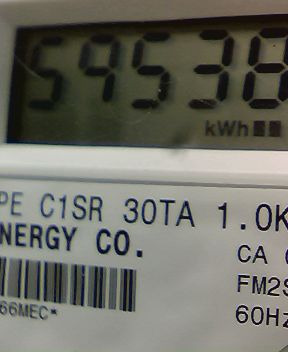 59538
kWh
PE C1SR 30TA 1.0K
NERGY CO.
CA
FM2S
66MEC*
60Hz